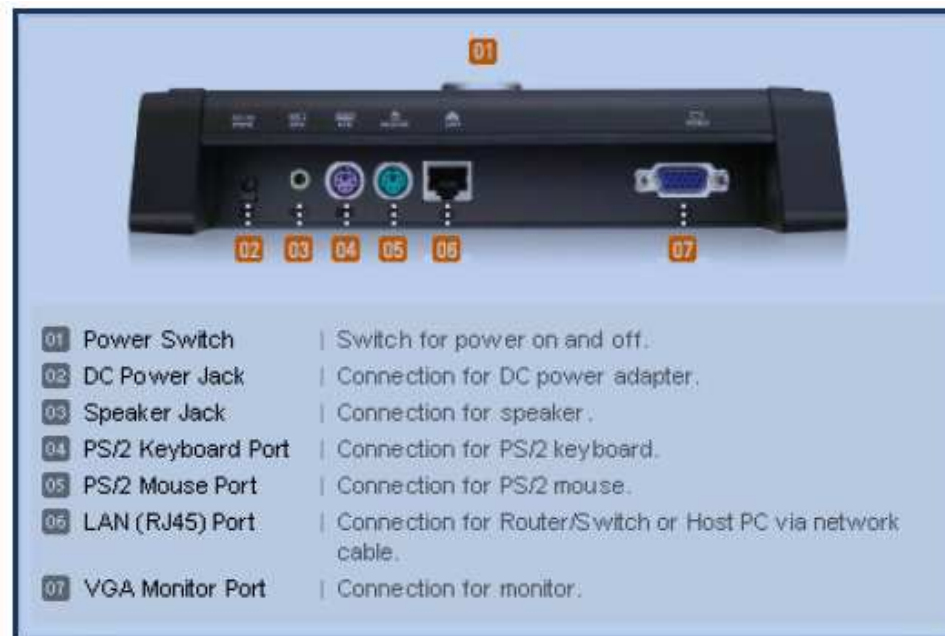 01
02 03 04 05 06 07
01 Power Switch | Switch for power on and off.
02 DC Power Jack | Connection for DC power adapter.
03 Speaker Jack | Connection for speaker.
04 PS/2 Keyboard Port | Connection for PS/2 keyboard.
05 PS/2 Mouse Port | Connection for PS/2 mouse.
06 LAN (RJ45) Port | Connection for Router/Switch or Host PC via network
cable.
07 VGA Monitor Port | Connection for monitor.